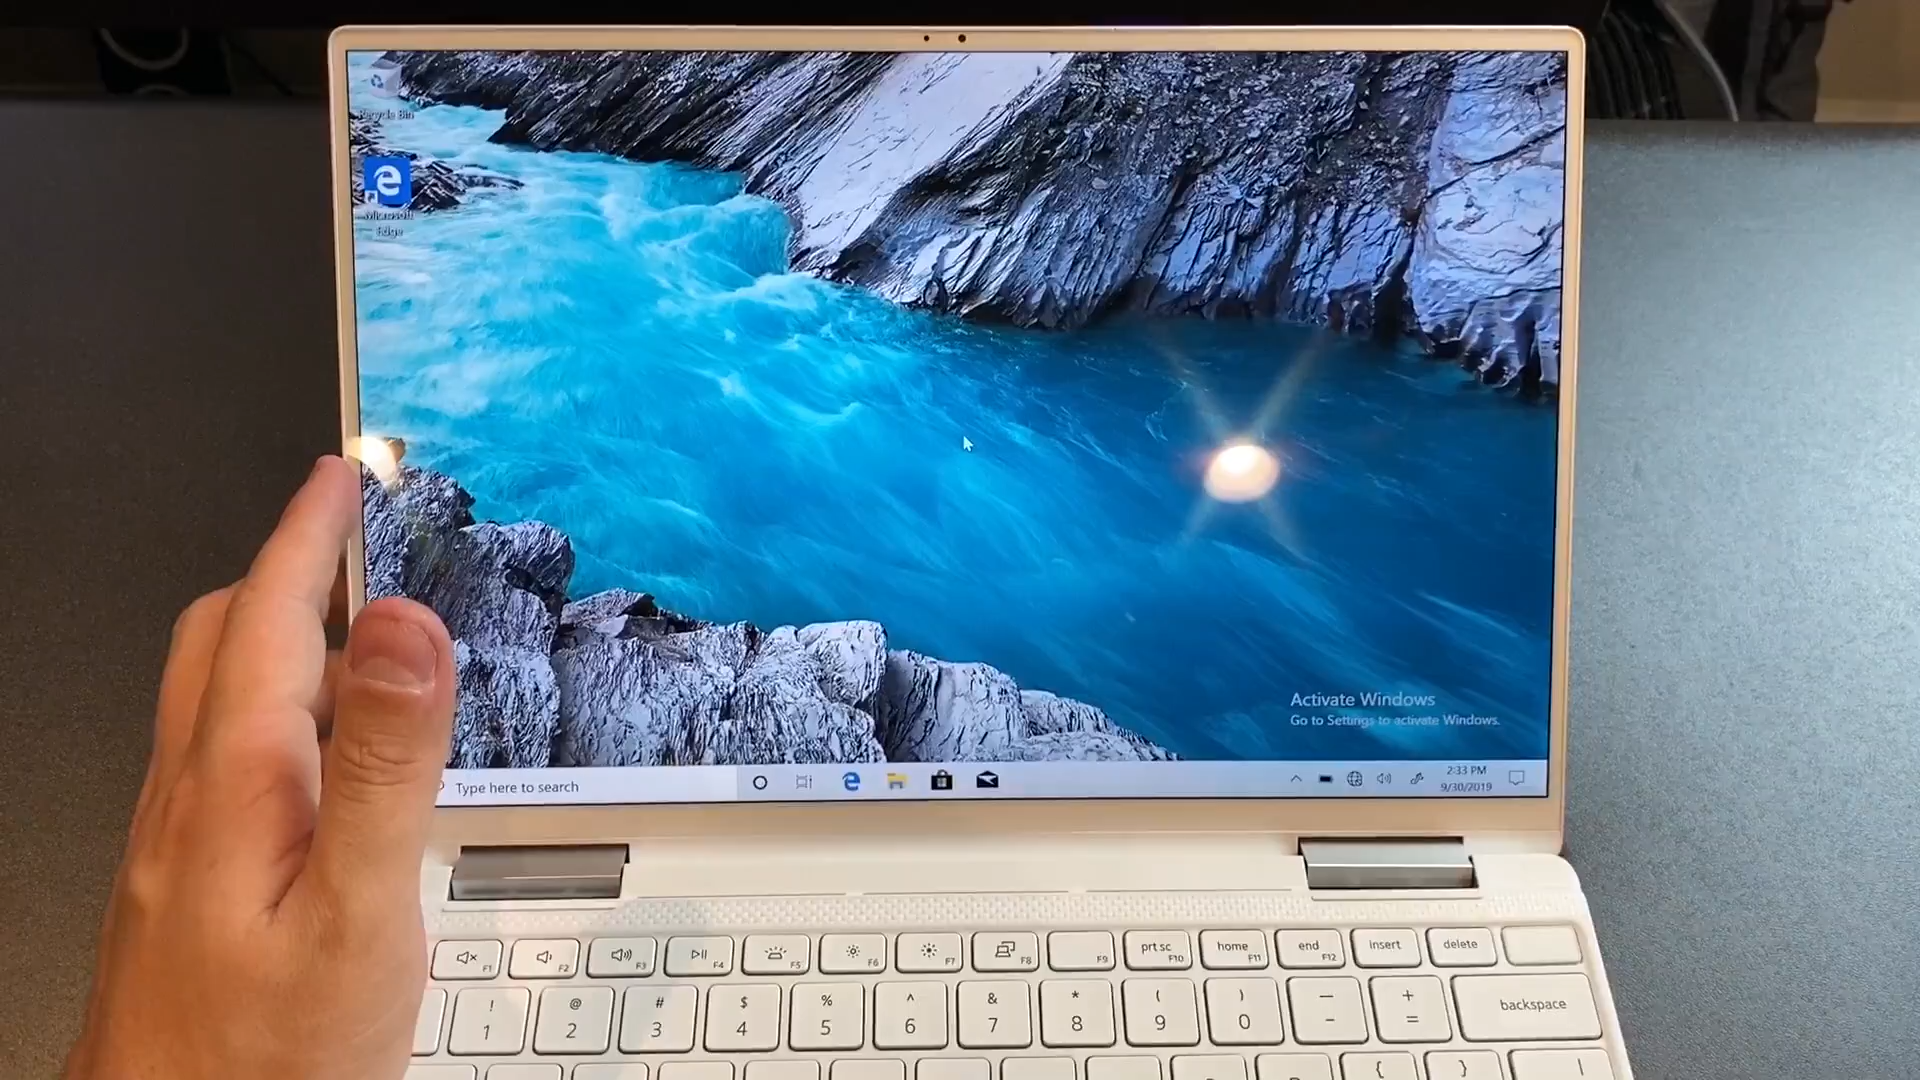 Recycle Bin
Microsoft
Edge
Activate Windows
Go to Settings to activate Windows.
Type here to search
2:33 PM
9/30/2019
F1 F2 F3 F4 F5 F6 F7 F8 F9 prt sc F10 home F11 end F12 insert delete
! @ # $ % ^ & * ( ) — +
1 2 3 4 5 6 7 8 9 0 - = backspace
{ }